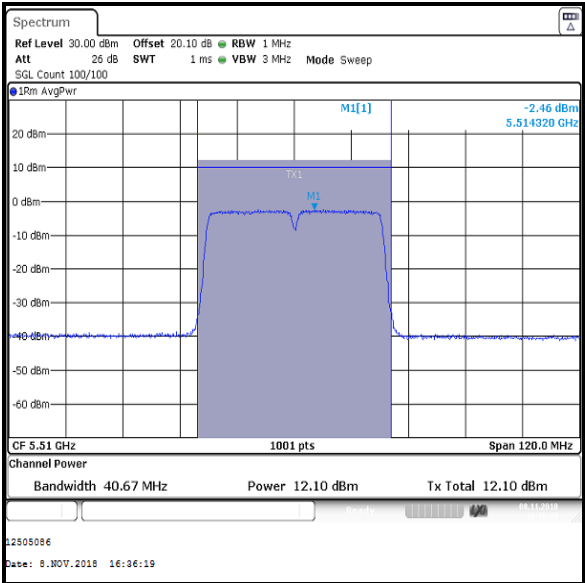 Spectrum
Ref Level 30.00 dBm Offset 20.10 dB RBW 1 MHz
Att 26 dB SWT 1 ms VBW 3 MHz Mode Sweep
SGL Count 100/100
1Rm AvgPwr
M1[1] -2.46 dBm
5.514320 GHz
20 dBm
10 dBm
TX1
0 dBm
M1
-10 dBm
-20 dBm
-30 dBm
-40 dBm
-50 dBm
-60 dBm
CF 5.51 GHz 1001 pts Span 120.0 MHz
Channel Power
Bandwidth 40.67 MHz Power 12.10 dBm Tx Total 12.10 dBm
Ready 08.11.2018
12505086
Date: 8.NOV.2018 16:36:19